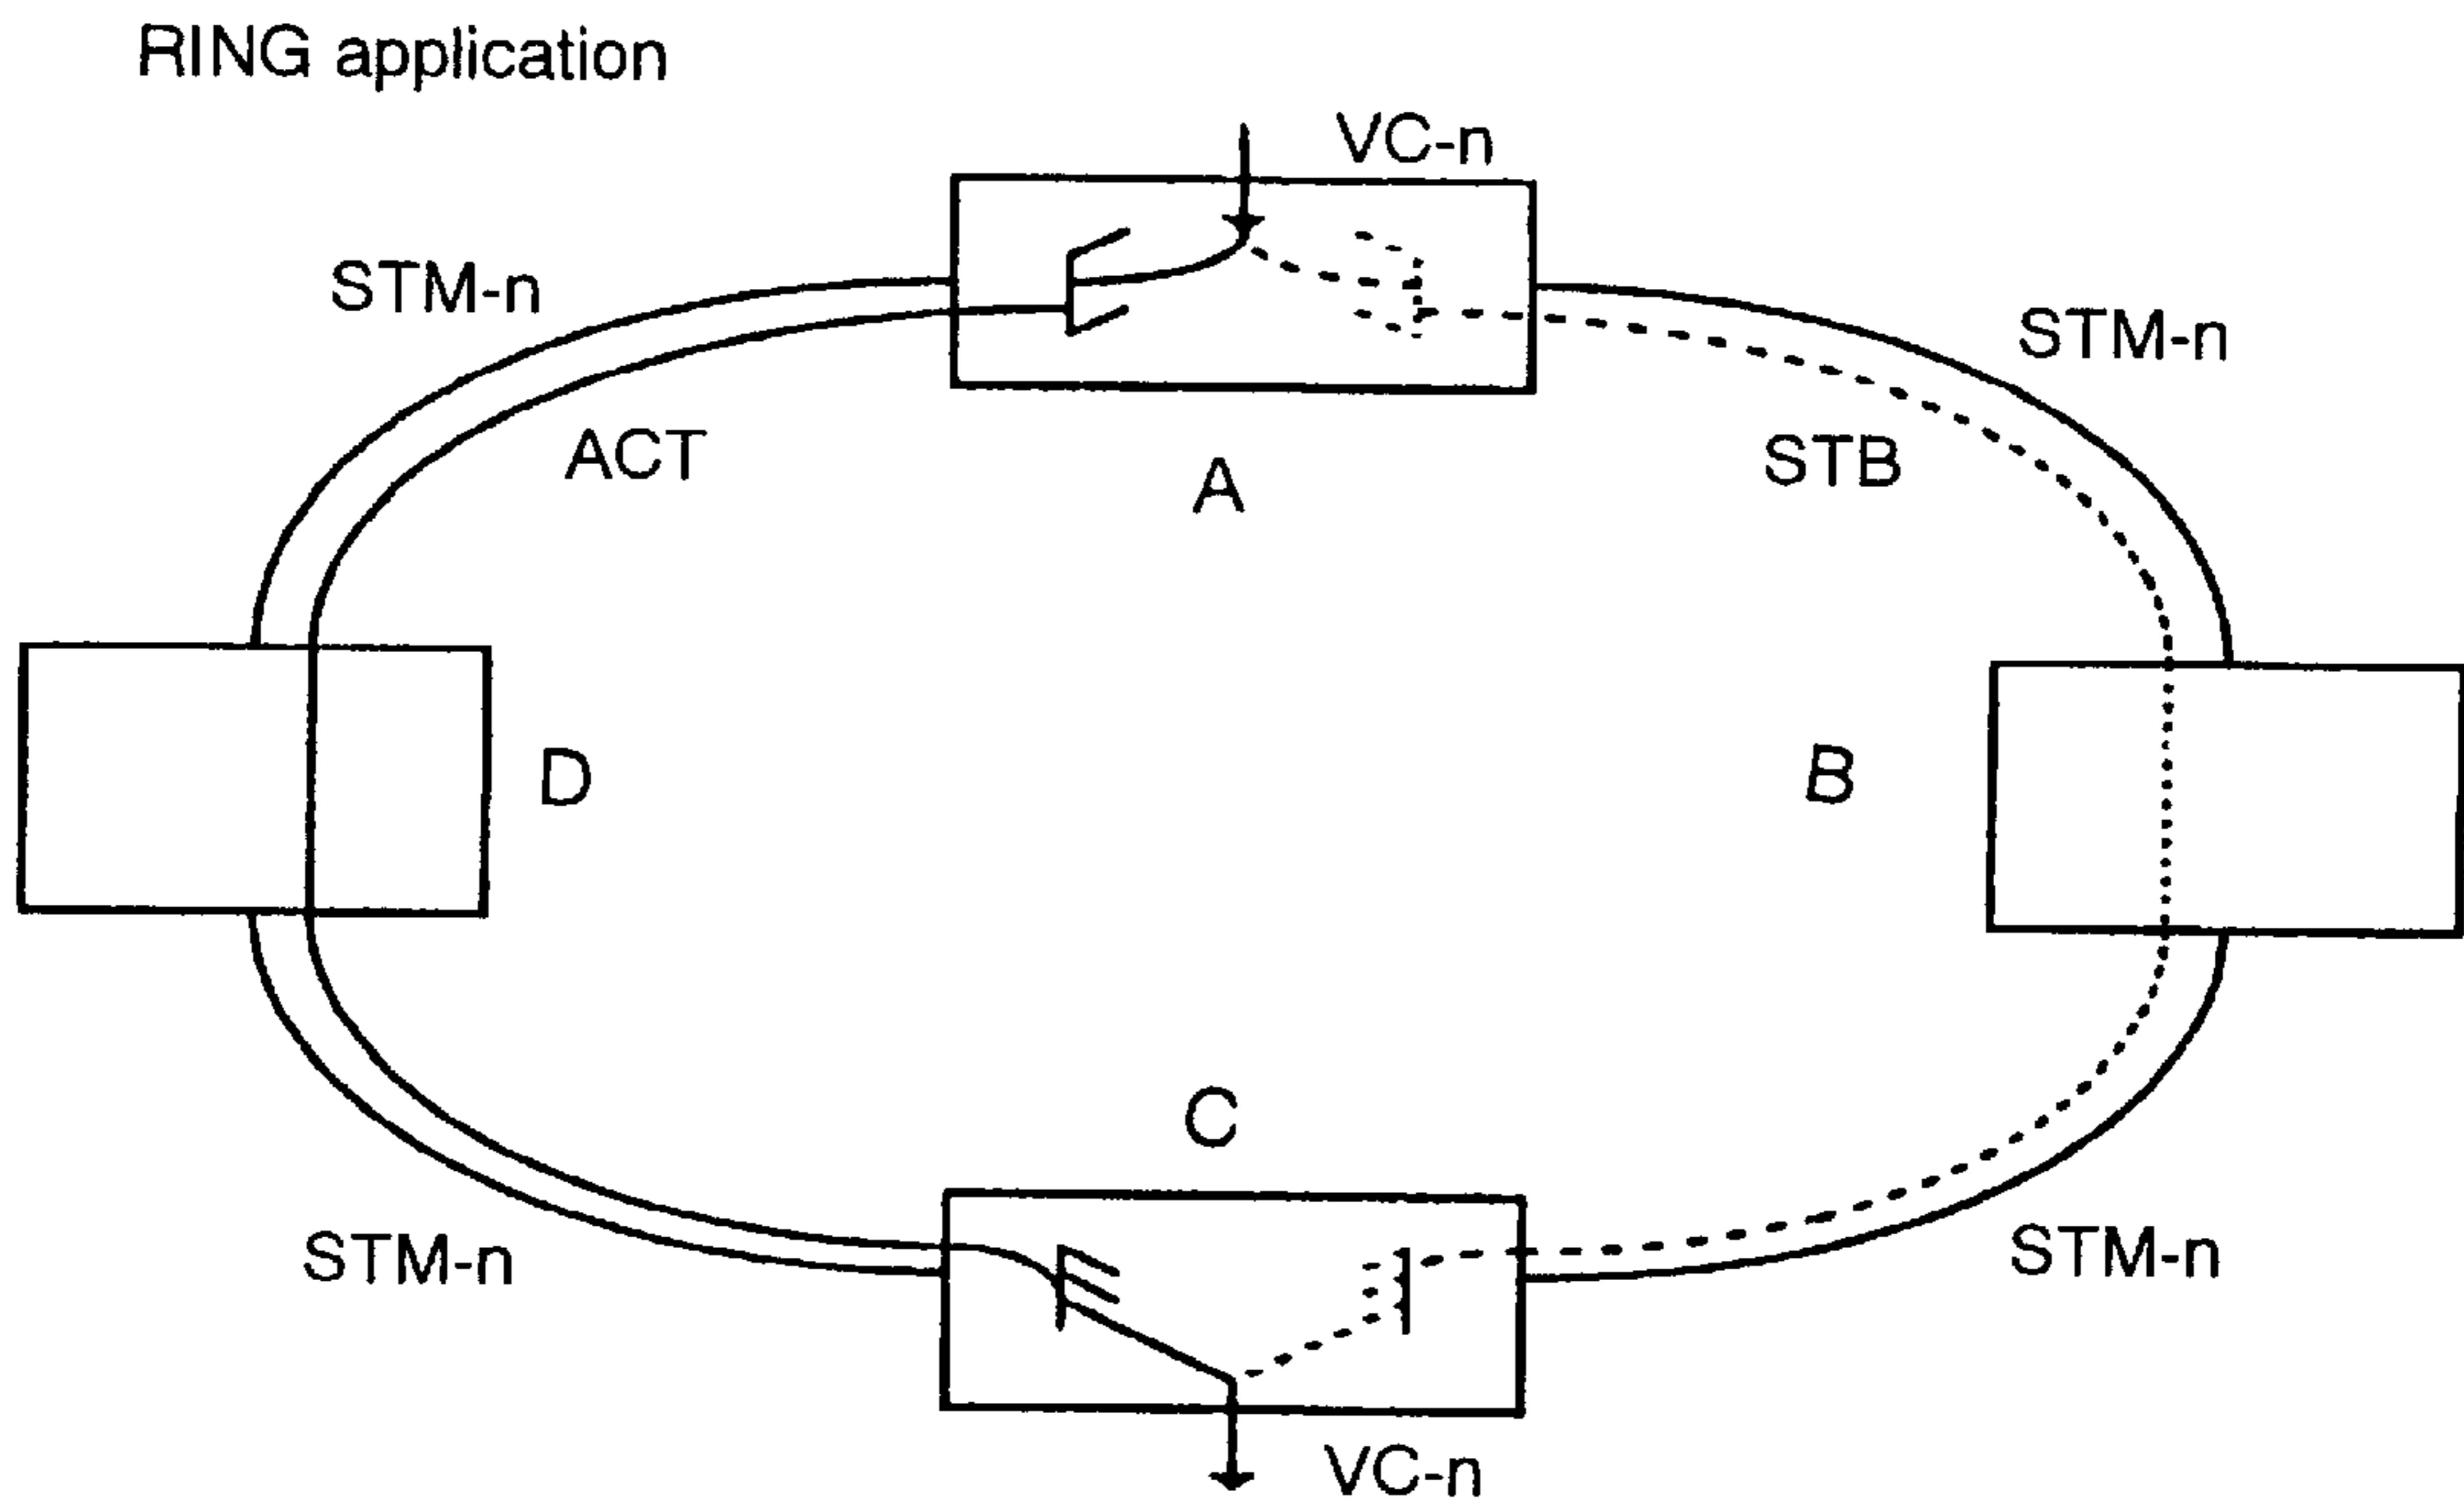 RING application
VC-n
STM-n
STM-n
ACT
STB
A
D
B
C
STM-n
STM-n
VC-n